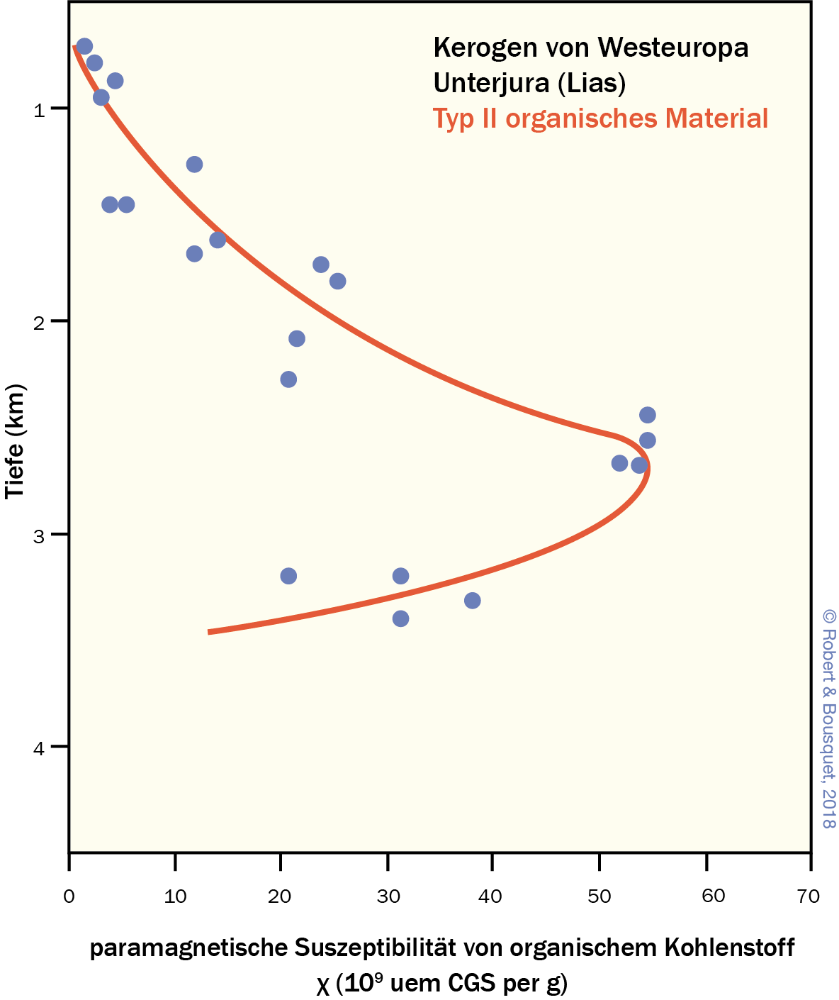 Kerogen von Westeuropa
Unterjura (Lias)
Typ II organisches Material
1
2
3
4
Tiefe (km)
0 10 20 30 40 50 60 70
paramagnetische Suszeptibilität von organischem Kohlenstoff
χ (10⁹ uem CGS per g)
© Robert & Bousquet, 2018